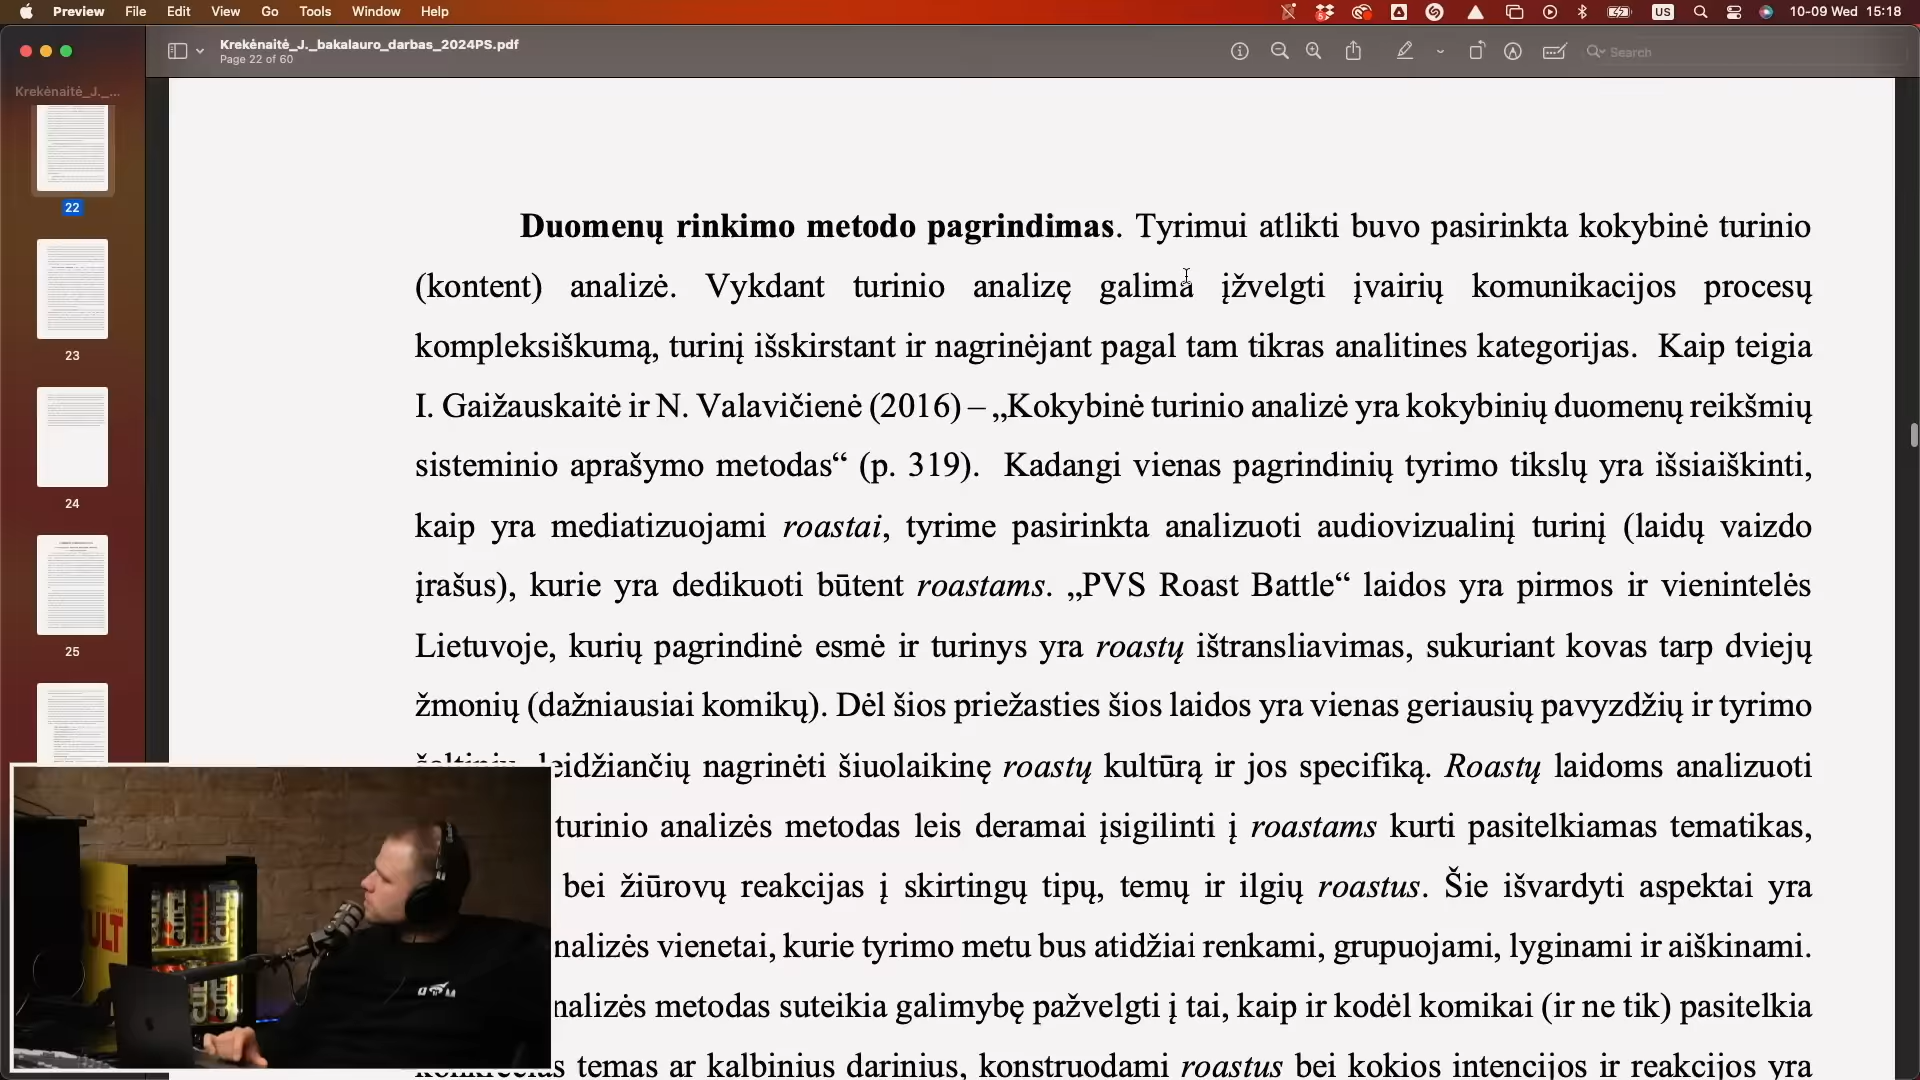 Preview File Edit View Go Tools Window Help
US
10-09 Wed 15:18
Krekėnaitė_J._bakalauro_darbas_2024PS.pdf
Page 22 of 60
Search
Krekėnaitė_J._...
22
23
24
25
Duomenų rinkimo metodo pagrindimas. Tyrimui atlikti buvo pasirinkta kokybinė turinio
(kontent) analizė. Vykdant turinio analizę galima įžvelgti įvairių komunikacijos procesų
kompleksiškumą, turinį išskirstant ir nagrinėjant pagal tam tikras analitines kategorijas. Kaip teigia
I. Gaižauskaitė ir N. Valavičienė (2016) – „Kokybinė turinio analizė yra kokybinių duomenų reikšmių
sisteminio aprašymo metodas“ (p. 319). Kadangi vienas pagrindinių tyrimo tikslų yra išsiaiškinti,
kaip yra mediatizuojami roastai, tyrime pasirinkta analizuoti audiovizualinį turinį (laidų vaizdo
įrašus), kurie yra dedikuoti būtent roastams. „PVS Roast Battle“ laidos yra pirmos ir vienintelės
Lietuvoje, kurių pagrindinė esmė ir turinys yra roastų ištransliavimas, sukuriant kovas tarp dviejų
žmonių (dažniausiai komikų). Dėl šios priežasties šios laidos yra vienas geriausių pavyzdžių ir tyrimo
leidžiančių nagrinėti šiuolaikinę roastų kultūrą ir jos specifiką. Roastų laidoms analizuoti
turinio analizės metodas leis deramai įsigilinti į roastams kurti pasitelkiamas tematikas,
bei žiūrovų reakcijas į skirtingų tipų, temų ir ilgių roastus. Šie išvardyti aspektai yra
nalizės vienetai, kurie tyrimo metu bus atidžiai renkami, grupuojami, lyginami ir aiškinami.
nalizės metodas suteikia galimybę pažvelgti į tai, kaip ir kodėl komikai (ir ne tik) pasitelkia
temas ar kalbinius darinius, konstruodami roastus bei kokios intencijos ir reakcijos yra
ULT
CULT